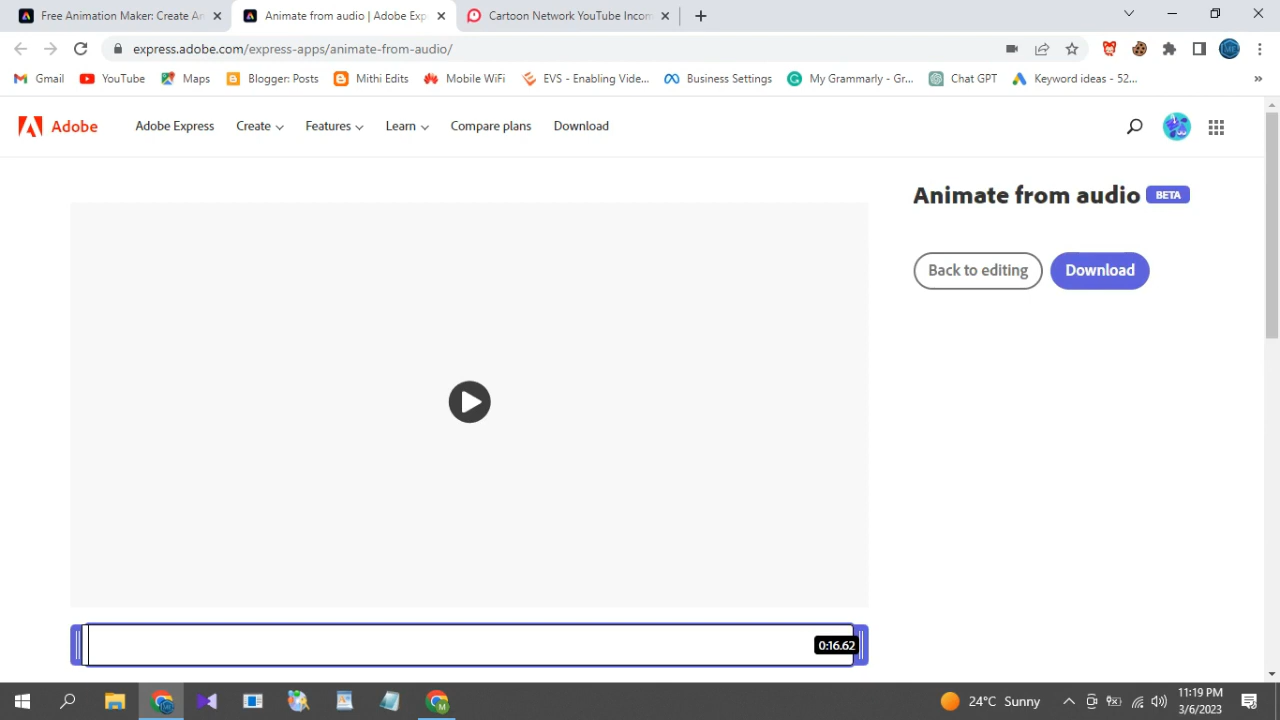 Free Animation Maker: Create An
Animate from audio | Adobe Exp
Cartoon Network YouTube Incom
express.adobe.com/express-apps/animate-from-audio/
Gmail
YouTube
Maps
Blogger: Posts
Mithi Edits
Mobile WiFi
EVS - Enabling Vide...
Business Settings
My Grammarly - Gr...
Chat GPT
Keyword ideas - 52...
»
Adobe
Adobe Express
Create
Features
Learn
Compare plans
Download
Animate from audio BETA
Back to editing
Download
0:16.62
24°C Sunny
11:19 PM
3/6/2023